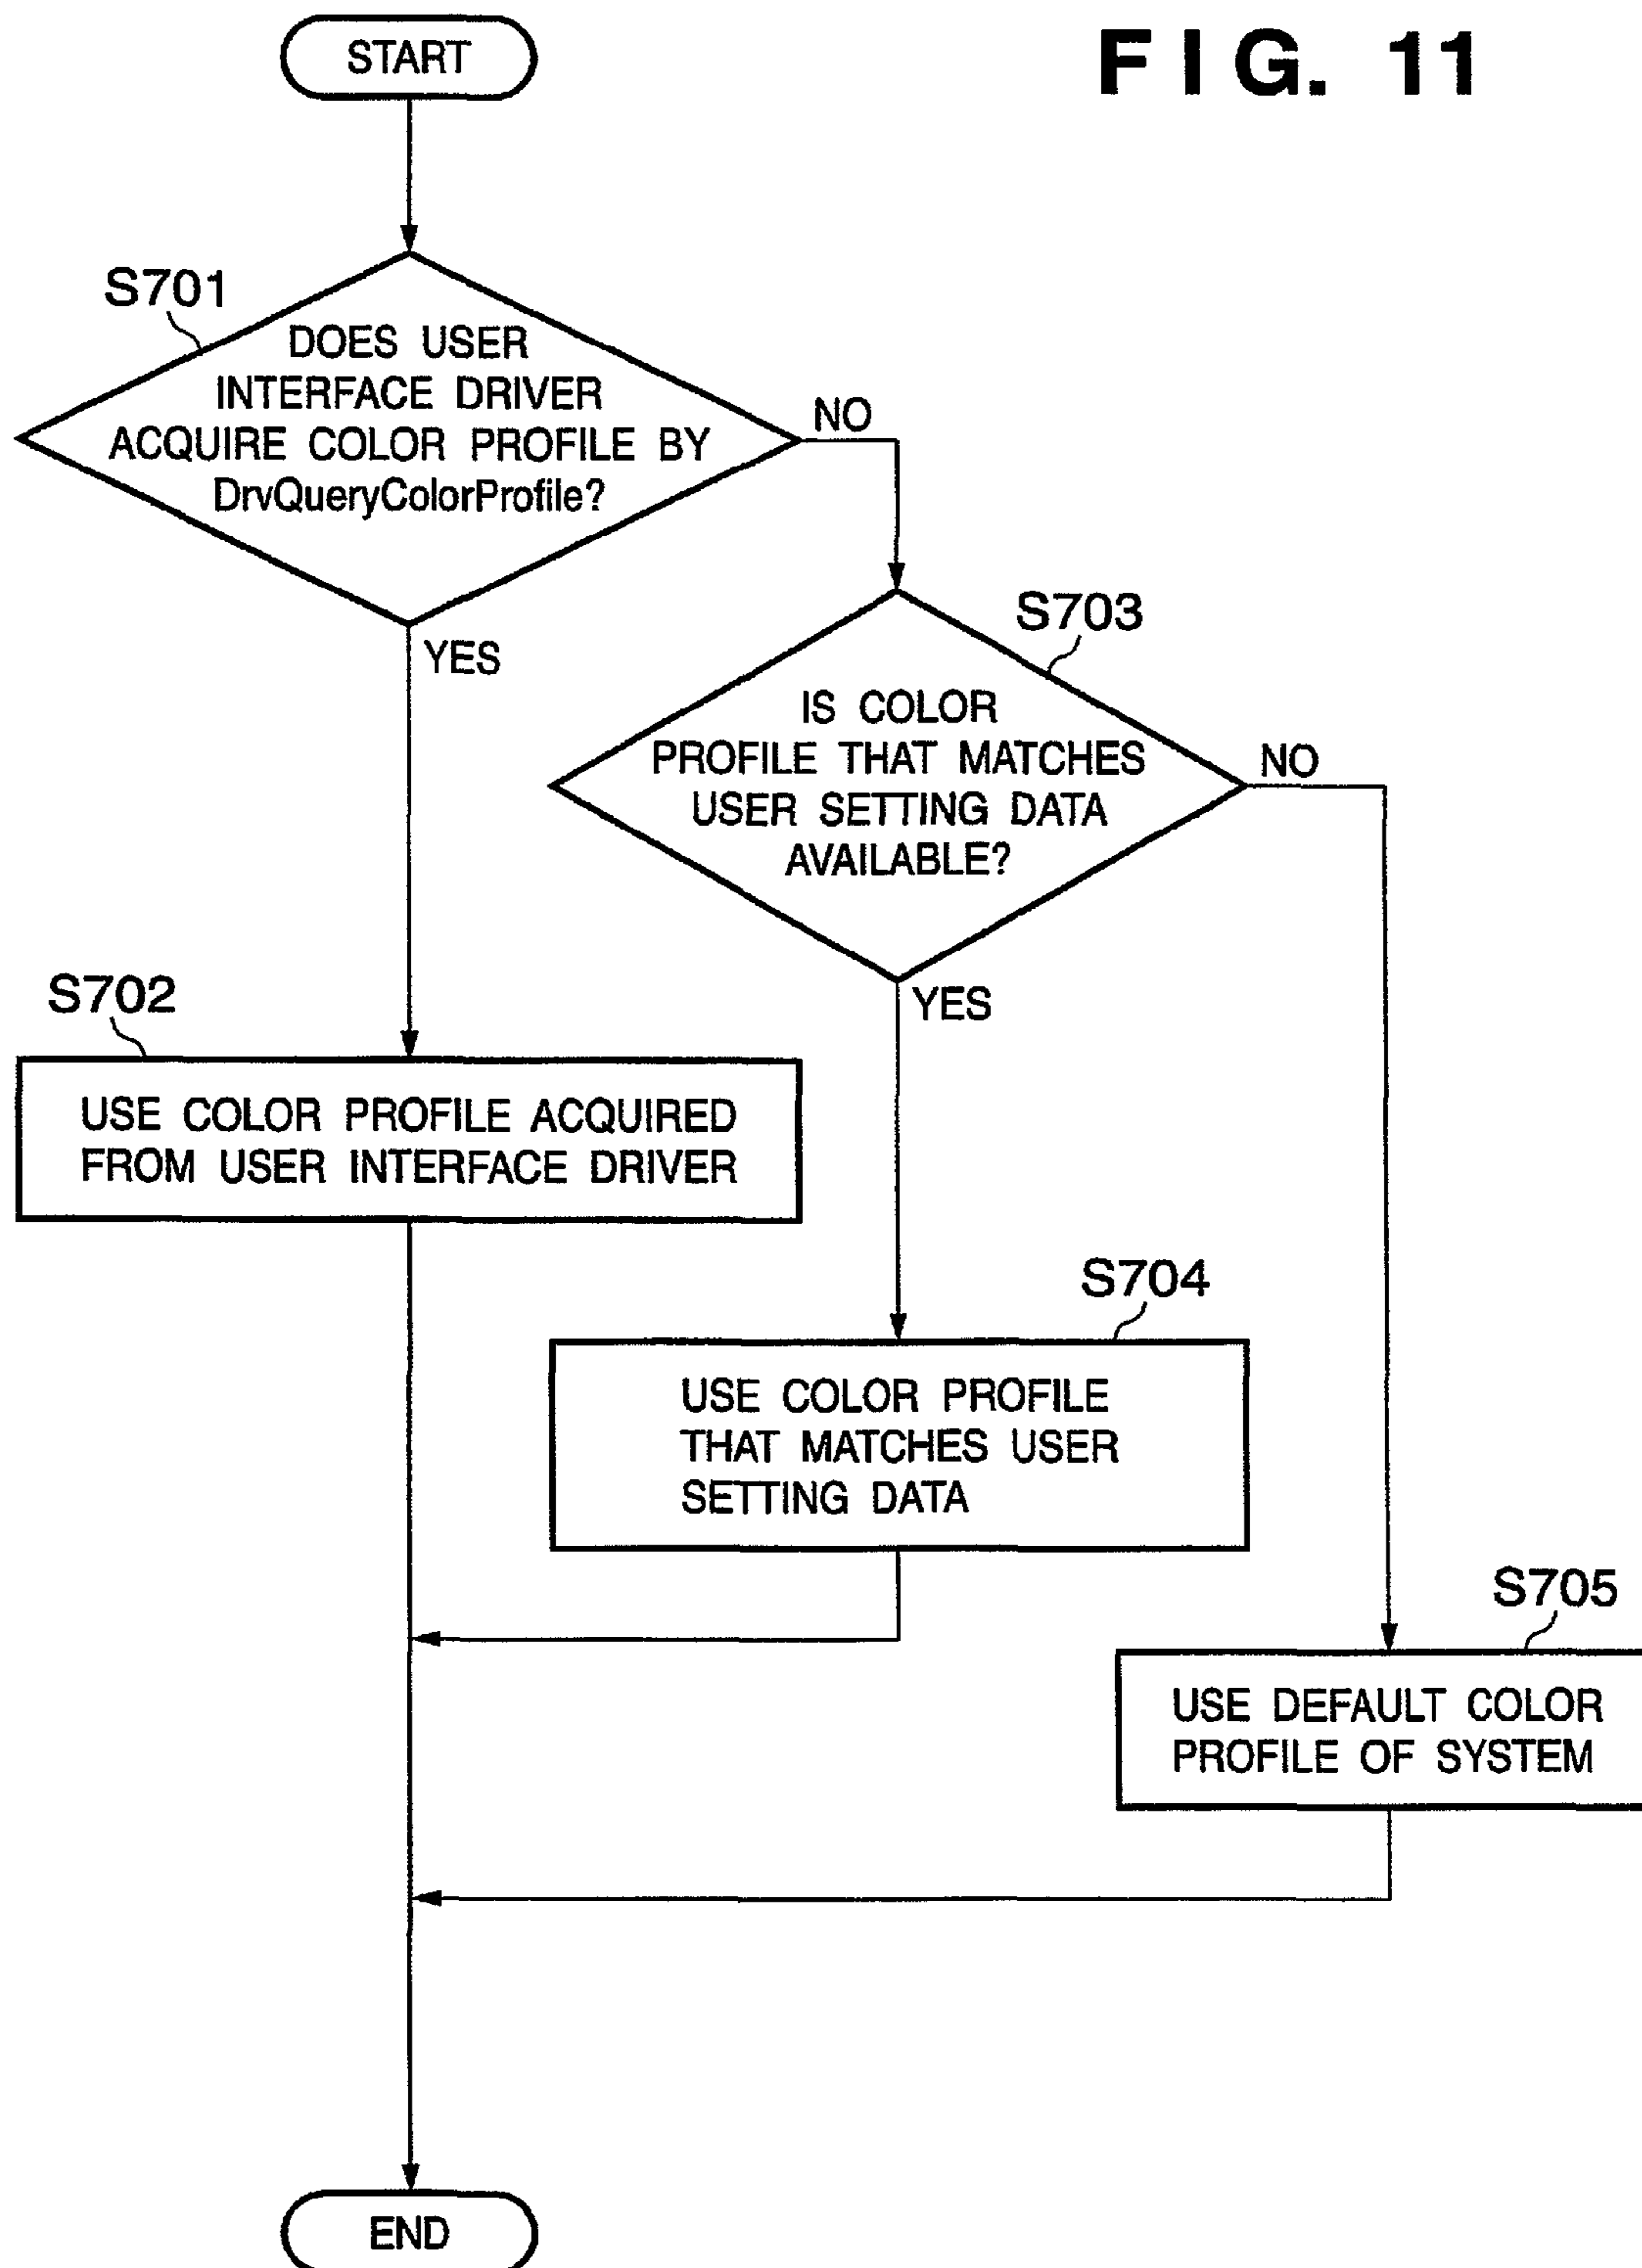 START
F I G. 11
S701
DOES USER
INTERFACE DRIVER
ACQUIRE COLOR PROFILE BY
DrvQueryColorProfile?
NO
YES
S703
IS COLOR
PROFILE THAT MATCHES
USER SETTING DATA
AVAILABLE?
NO
YES
S702
USE COLOR PROFILE ACQUIRED
FROM USER INTERFACE DRIVER
S704
USE COLOR PROFILE
THAT MATCHES USER
SETTING DATA
S705
USE DEFAULT COLOR
PROFILE OF SYSTEM
END